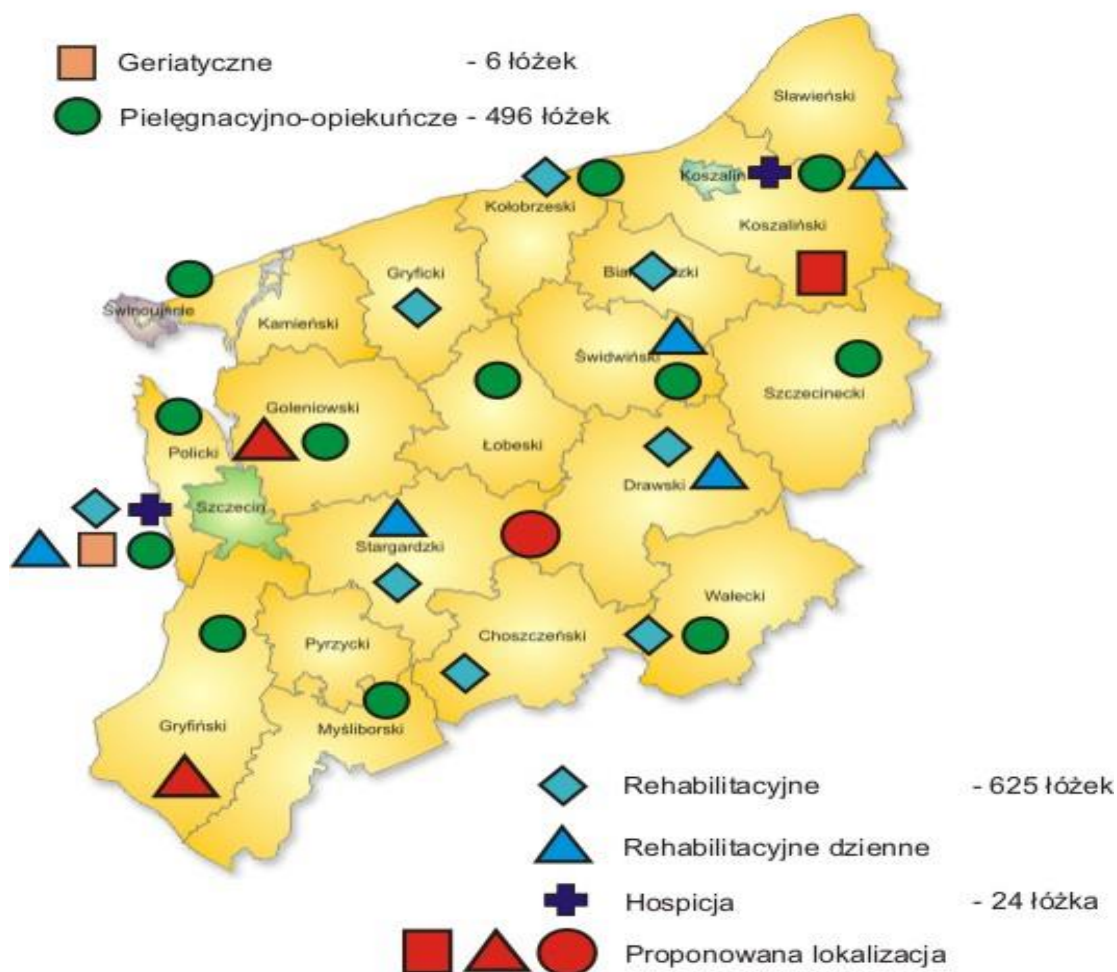 Geriatyczne - 6 łóżek
Pielęgnacyjno-opiekuńcze - 496 łóżek
Sławieński
Koszalin
Kołobrzeski
Koszaliński
Gryficki
Świnoujście
Kamieński
Świdwiński
Szczecinecki
Goleniowski
Łobeski
Policki
Drawski
Szczecin
Stargardzki
Wałecki
Choszczeński
Pyrzycki
Gryfiński
Myśliborski
Rehabilitacyjne - 625 łóżek
Rehabilitacyjne dzienne
Hospicja - 24 łóżka
Proponowana lokalizacja